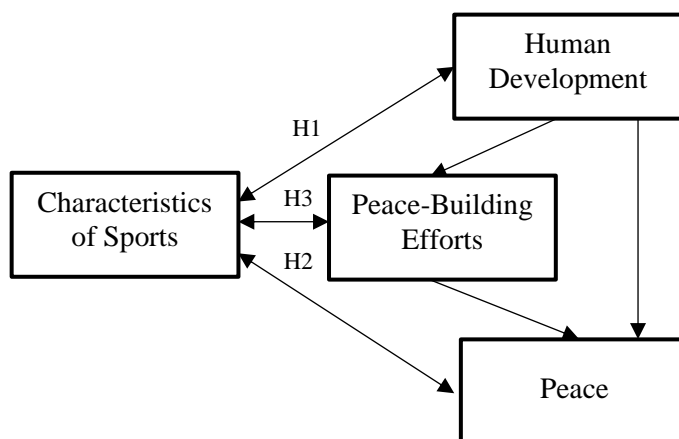 Human
Development
H1
Characteristics
of Sports
H3
Peace-Building
Efforts
H2
Peace